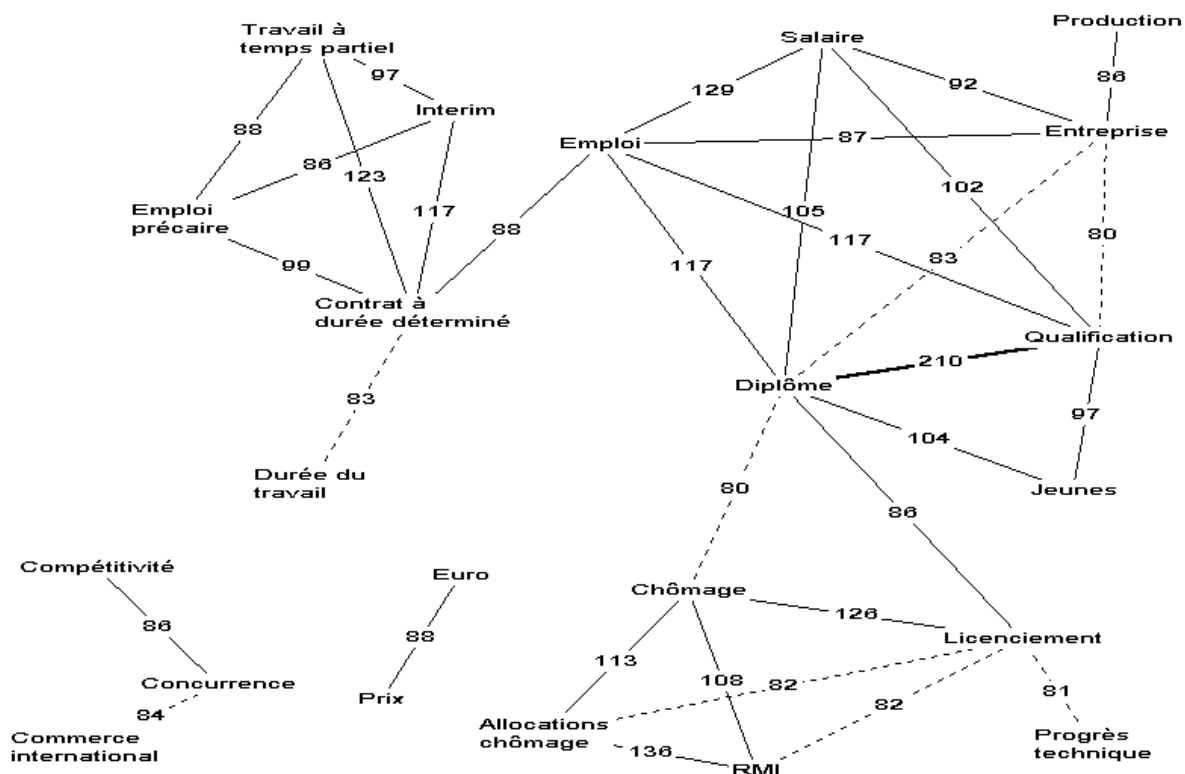 Production
Travail à
temps partiel
Salaire
97
86
92
129
Interim
88
Entreprise
Emploi
87
86
123
102
Emploi
précaire
117
105
88
117
80
83
117
99
Contrat à
durée déterminé
Qualification
210
Diplôme
83
97
104
Durée du
travail
80
Jeunes
86
Compétitivité
Euro
Chômage
126
86
88
Licenciement
113
Concurrence
108
82
81
Prix
82
84
Allocations
chômage
Commerce
international
Progrès
technique
136
RMI